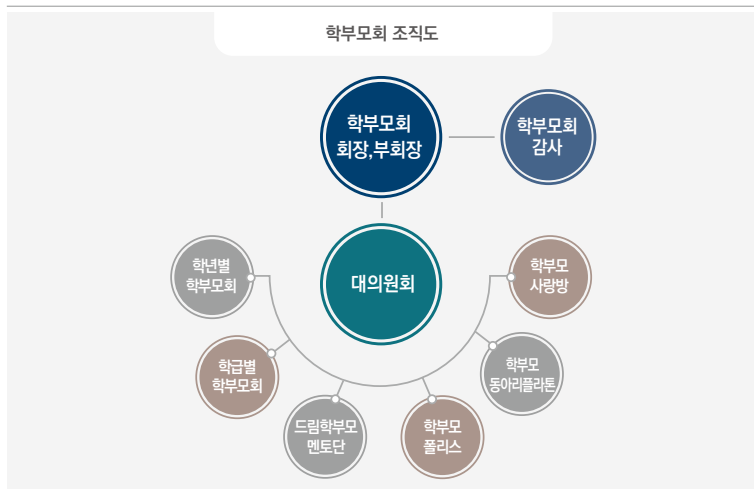 학부모회 조직도
학부모회
회장,부회장
학부모회
감사
대의원회
학년별
학부모회
학급별
학부모회
드림학부모
멘토단
학부모
폴리스
학부모
동아리플라톤
학부모
사랑방